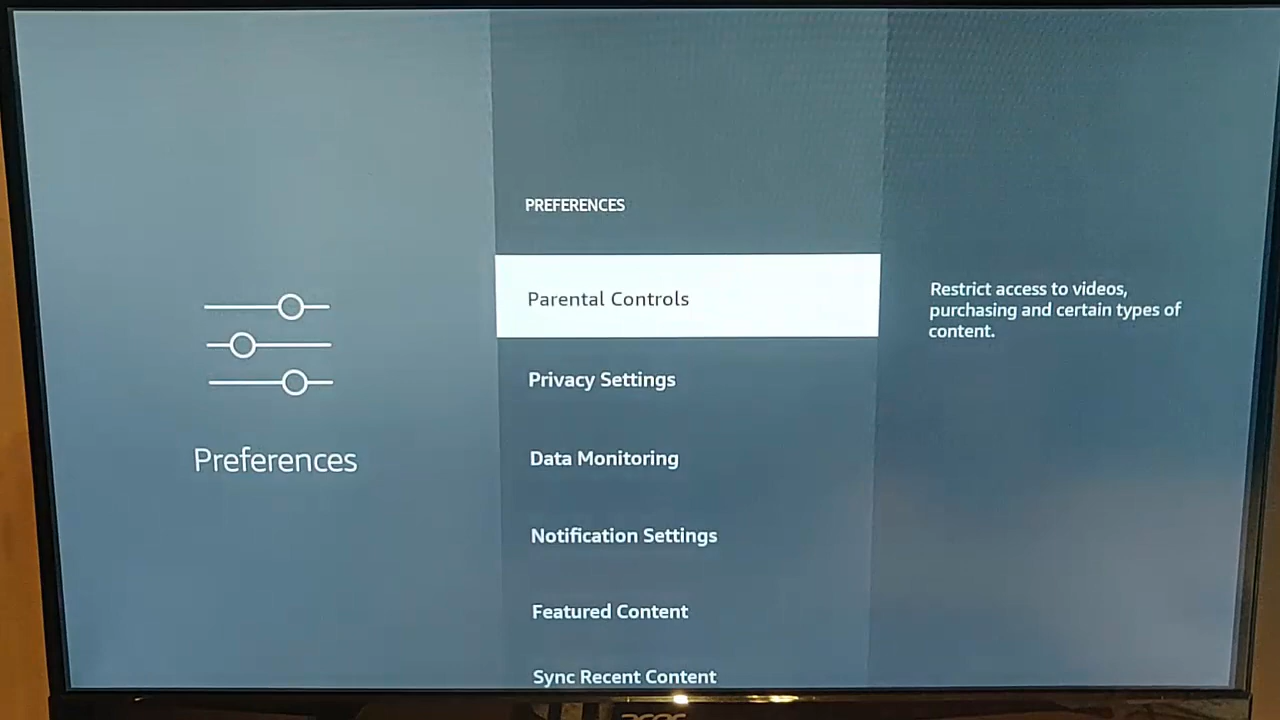 PREFERENCES
Parental Controls
Restrict access to videos,
purchasing and certain types of
content.
Privacy Settings
Data Monitoring
Preferences
Notification Settings
Featured Content
Sync Recent Content
acer